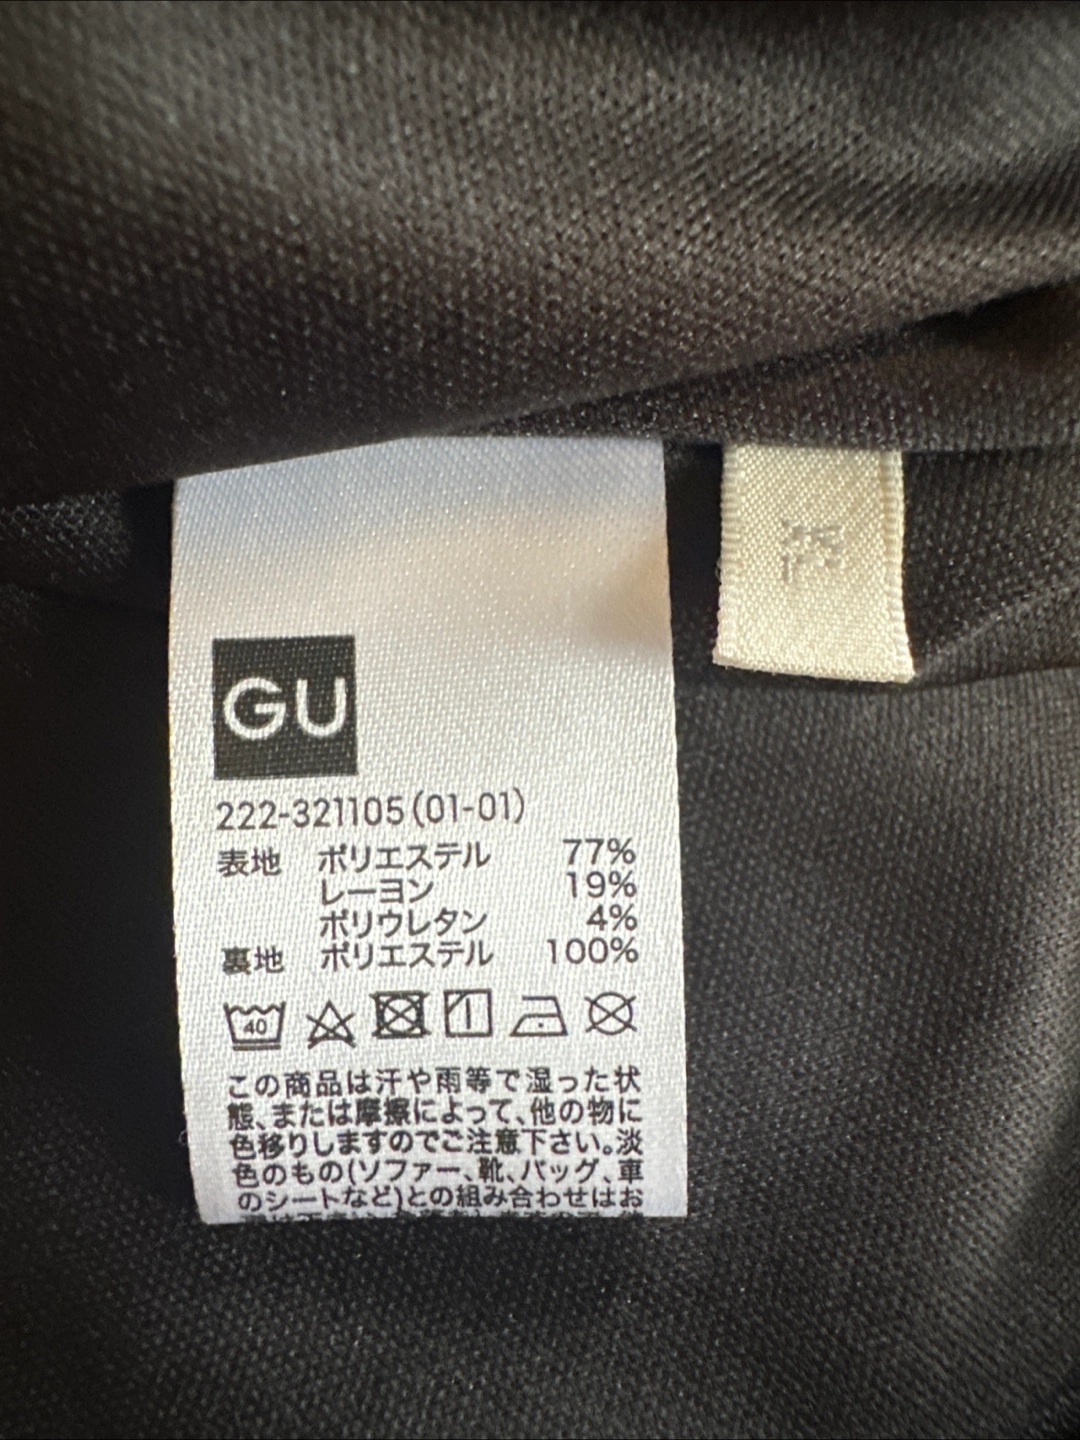 GU
222-321105(01-01)
表地 ポリエステル 77%
レーヨン 19%
ポリウレタン 4%
裏地 ポリエステル 100%
40
この商品は汗や雨等で湿った状
態、または摩擦によって、他の物に
色移りしますのでご注意下さい。淡
色のもの(ソファー、靴、バッグ、車
のシートなど)との組み合わせはお